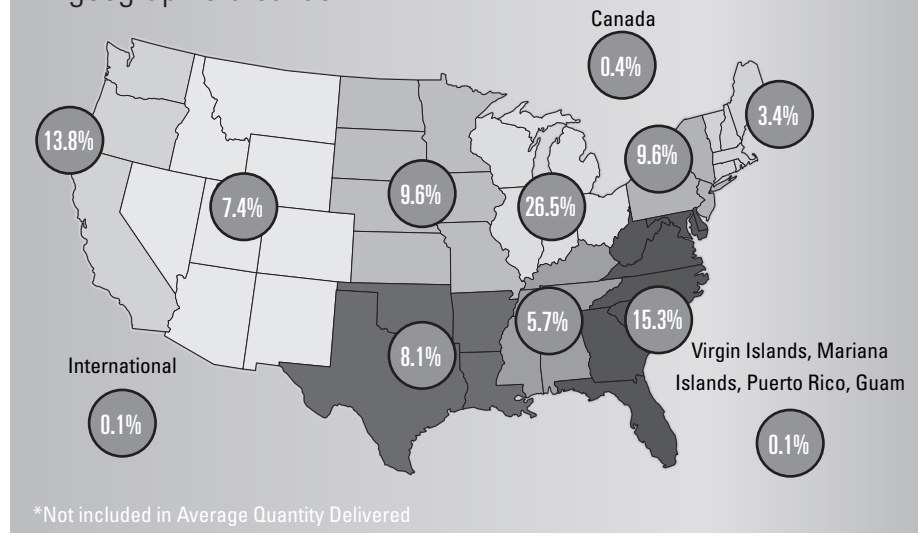 Canada
0.4%
3.4%
13.8%
9.6%
9.6%
7.4%
26.5%
5.7%
15.3%
8.1%
Virgin Islands, Mariana
Islands, Puerto Rico, Guam
International
0.1%
0.1%
*Not included in Average Quantity Delivered